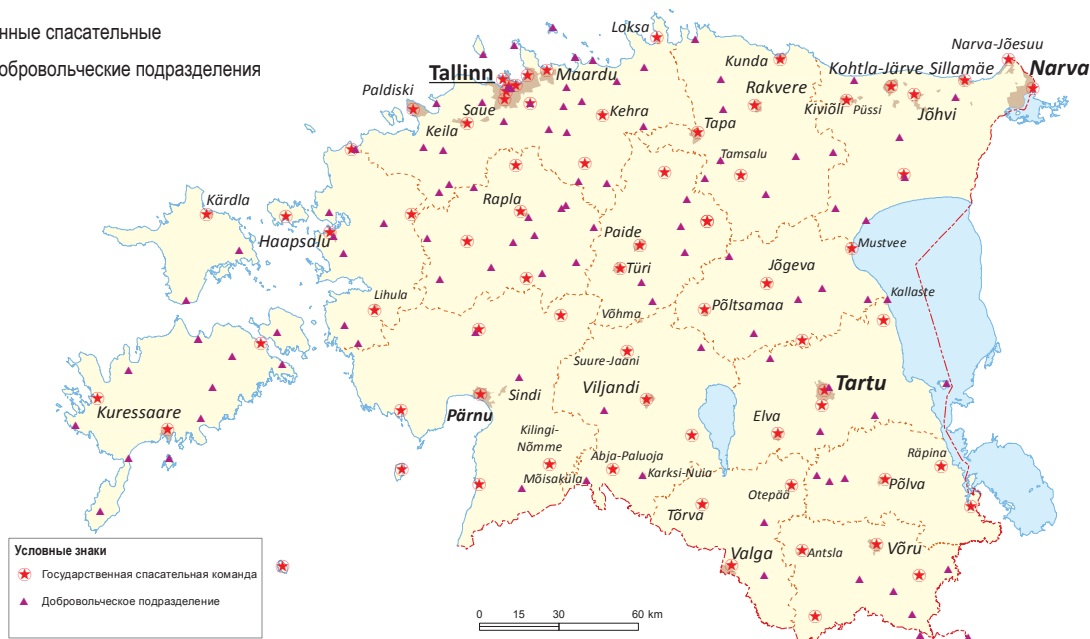 нные спасательные
обровольческие подразделения
Loksa
Narva-Jõesuu
Kunda
Kohtla-Järve Sillamäe
Narva
Tallinn
Maardu
Paldiski
Rakvere
Saue
Kiviõli
Püssi
Jõhvi
Keila
Kehra
Tapa
Tamsalu
Kärdla
Rapla
Haapsalu
Paide
Mustvee
Türi
Jõgeva
Lihula
Kallaste
Võhma
Põltsamaa
Suure-Jaani
Viljandi
Tartu
Kuressaare
Sindi
Pärnu
Elva
Kilingi-
Nõmme
Abja-Paluoja
Räpina
Mõisaküla
Karksi-Nuia
Põlva
Otepää
Tõrva
Valga
Antsla
Võru
Условные знаки
Государственная спасательная команда
Добровольческое подразделение
0 15 30 60 km